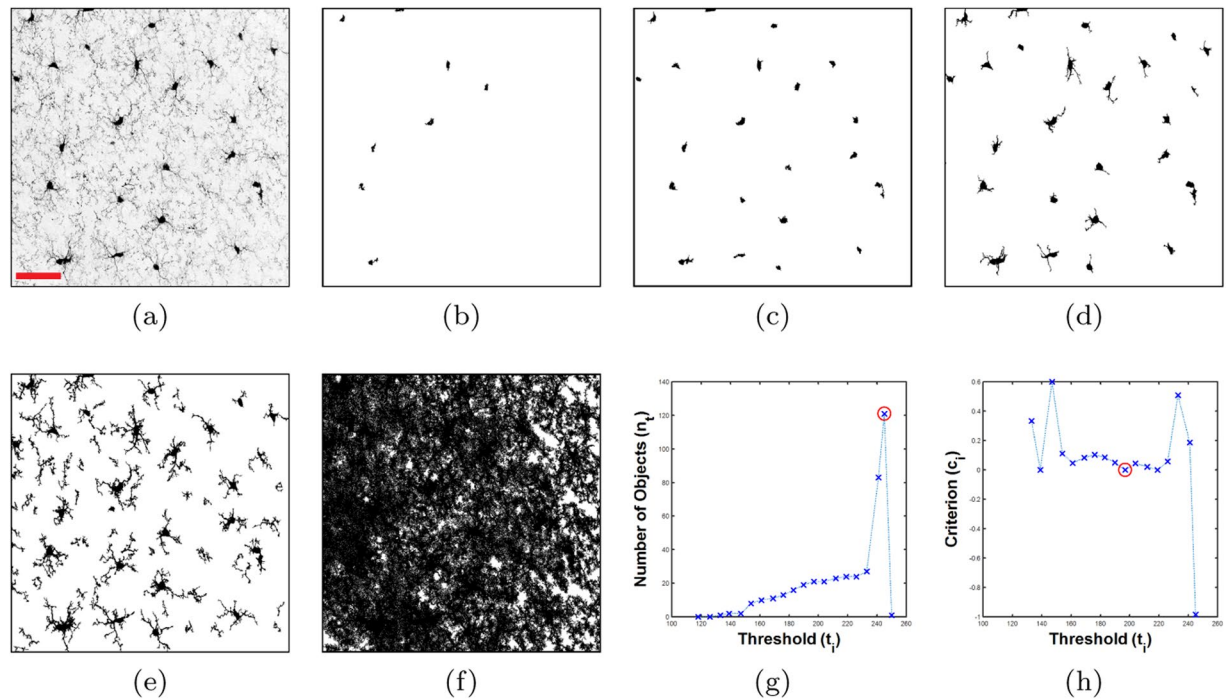 (a)
(b)
(c)
(d)
(e)
(f)
Number of Objects (n_t)
140
120
100
80
60
40
20
0
100 120 140 160 180 200 220 240 260
Threshold (t_i)
(g)
Criterion (c_i)
0.6
0.4
0.2
0
-0.2
-0.4
-0.6
-0.8
-1
100 120 140 160 180 200 220 240 260
Threshold (t_i)
(h)